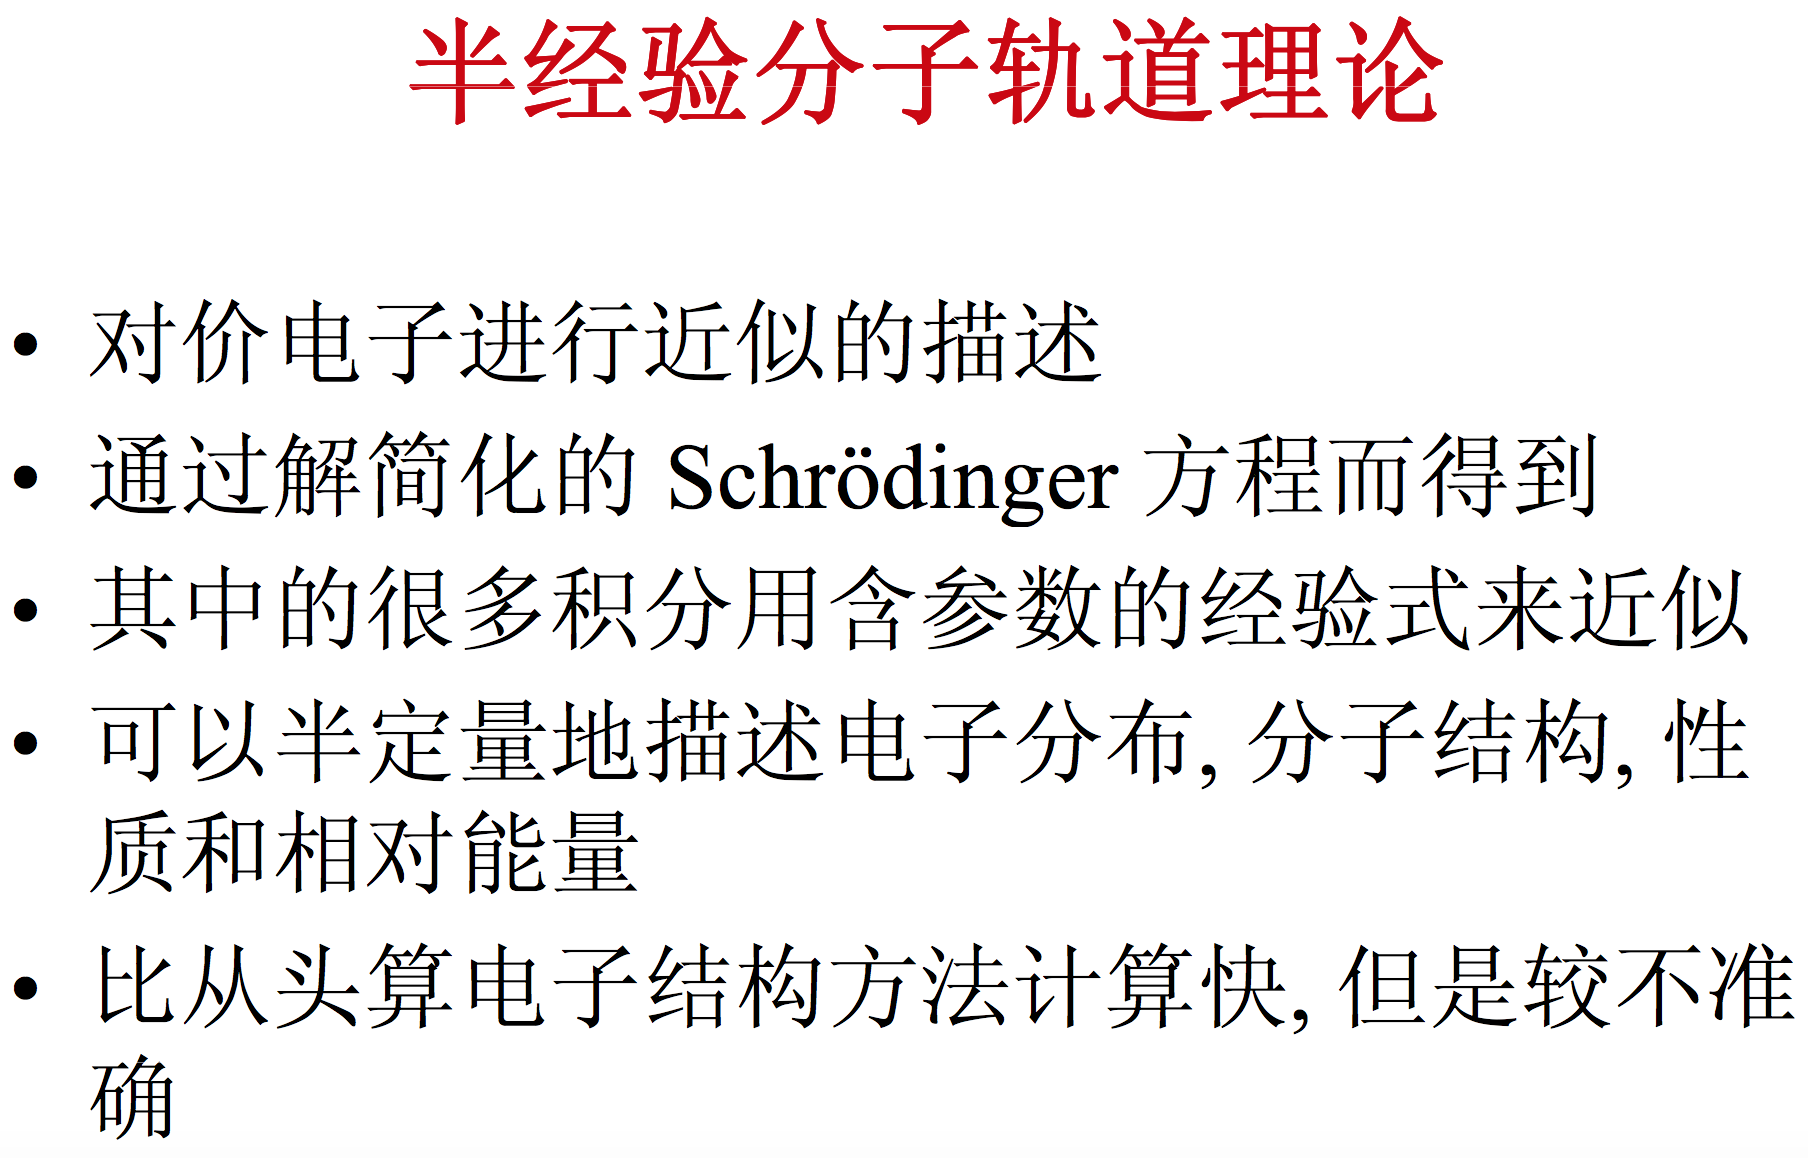 半经验分子轨道理论
• 对价电子进行近似的描述
• 通过解简化的 Schrödinger 方程而得到
• 其中的很多积分用含参数的经验式来近似
• 可以半定量地描述电子分布, 分子结构, 性
质和相对能量
• 比从头算电子结构方法计算快, 但是较不准
确